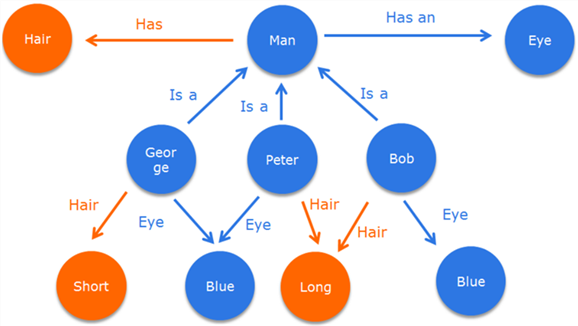 Hair
Has
Man
Has an
Eye
Is a
Is a
Is a
Geor
ge
Peter
Bob
Hair
Eye
Eye
Hair
Hair
Eye
Short
Blue
Long
Blue